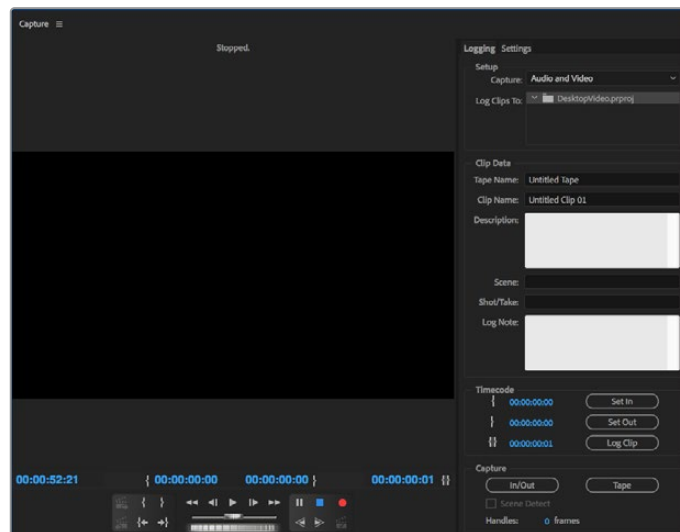 Capture
Stopped.
Logging Settings
Setup
Capture: Audio and Video
Log Clips To: DesktopVideo.prproj
Clip Data
Tape Name: Untitled Tape
Clip Name: Untitled Clip 01
Description:
Scene:
Shot/Take:
Log Note:
Timecode
{ 00:00:00:00 Set In
} 00:00:00:00 Set Out
{} 00:00:00:01 Log Clip
Capture
In/Out Tape
Scene Detect
Handles: 0 frames
00:00:52:21 { 00:00:00:00 00:00:00:00 } 00:00:00:01 {}